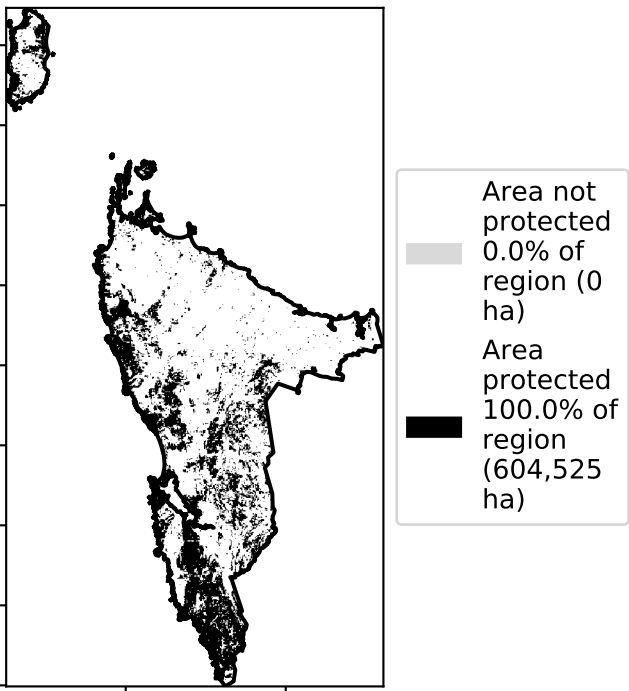 Area not
protected
0.0% of
region (0
ha)
Area
protected
100.0% of
region
(604,525
ha)